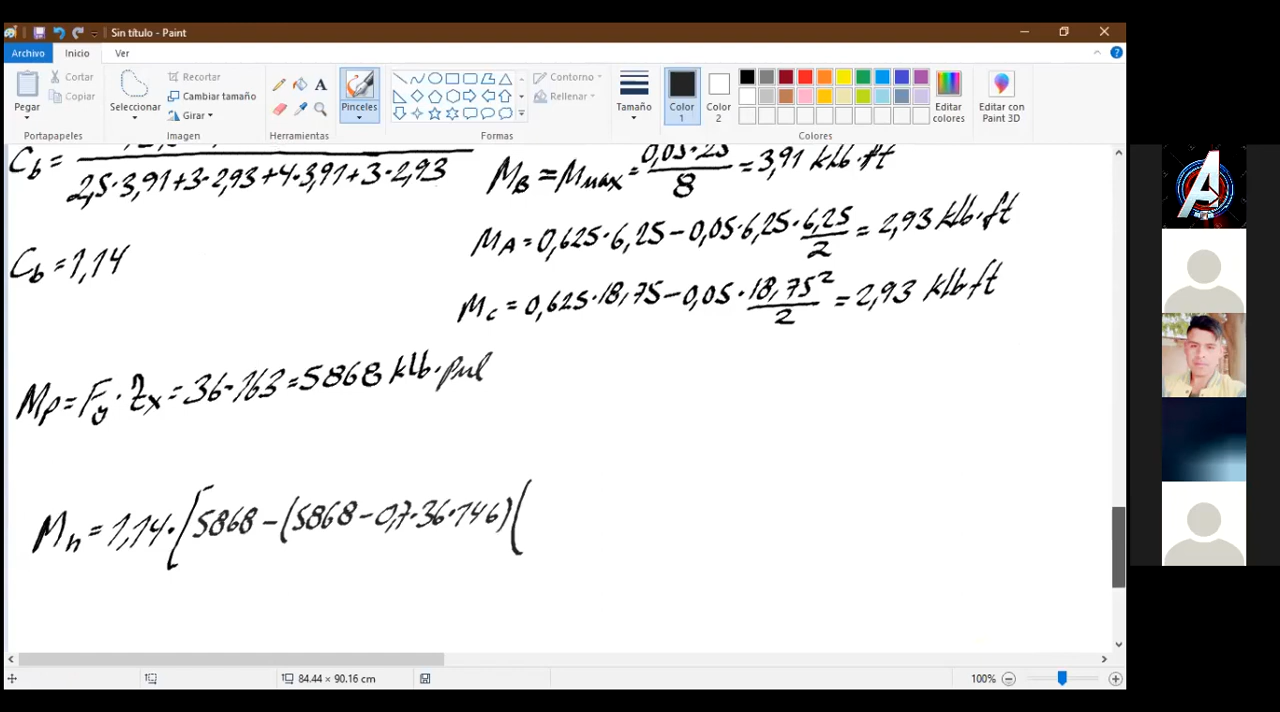 Sin título - Paint
Archivo Inicio Ver
Pegar
Cortar
Copiar
Portapapeles
Seleccionar
Recortar
Cambiar tamaño
Girar
Imagen
A
Herramientas
Pinceles
Contorno
Rellenar
Formas
Tamaño
Color 1
Color 2
Editar colores
Editar con Paint 3D
Colores
Cb =
2,5·3,91+3·2,93+4·3,91+3·2,93
MB = Mmax = 0,05·25 / 8 = 3,91 klb·ft
MA = 0,625·6,25 - 0,05·6,25·6,25/2 = 2,93 klb·ft
Cb = 1,14
Mc = 0,625·18,75 - 0,05·18,75²/2 = 2,93 klb ft
Mp = Fy·Zx = 36·163 = 5868 klb·pul
Mn = 1,14·[5868 - (5868 - 0,7·36·146)(
84.44 × 90.16 cm
100%